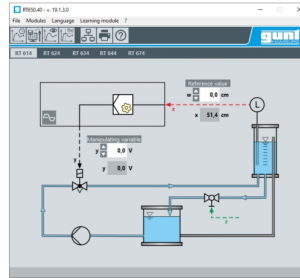 RT650.40 - v. 19.1.3.0
File Modules Language Learning module ?
gunt
RT 614 RT 624 RT 634 RT 644 RT 674
Reference value
w 0,0 cm
x 51,4 cm
x
L
Manipulating variable
y 0,0 V
y 0,0 V
y
z